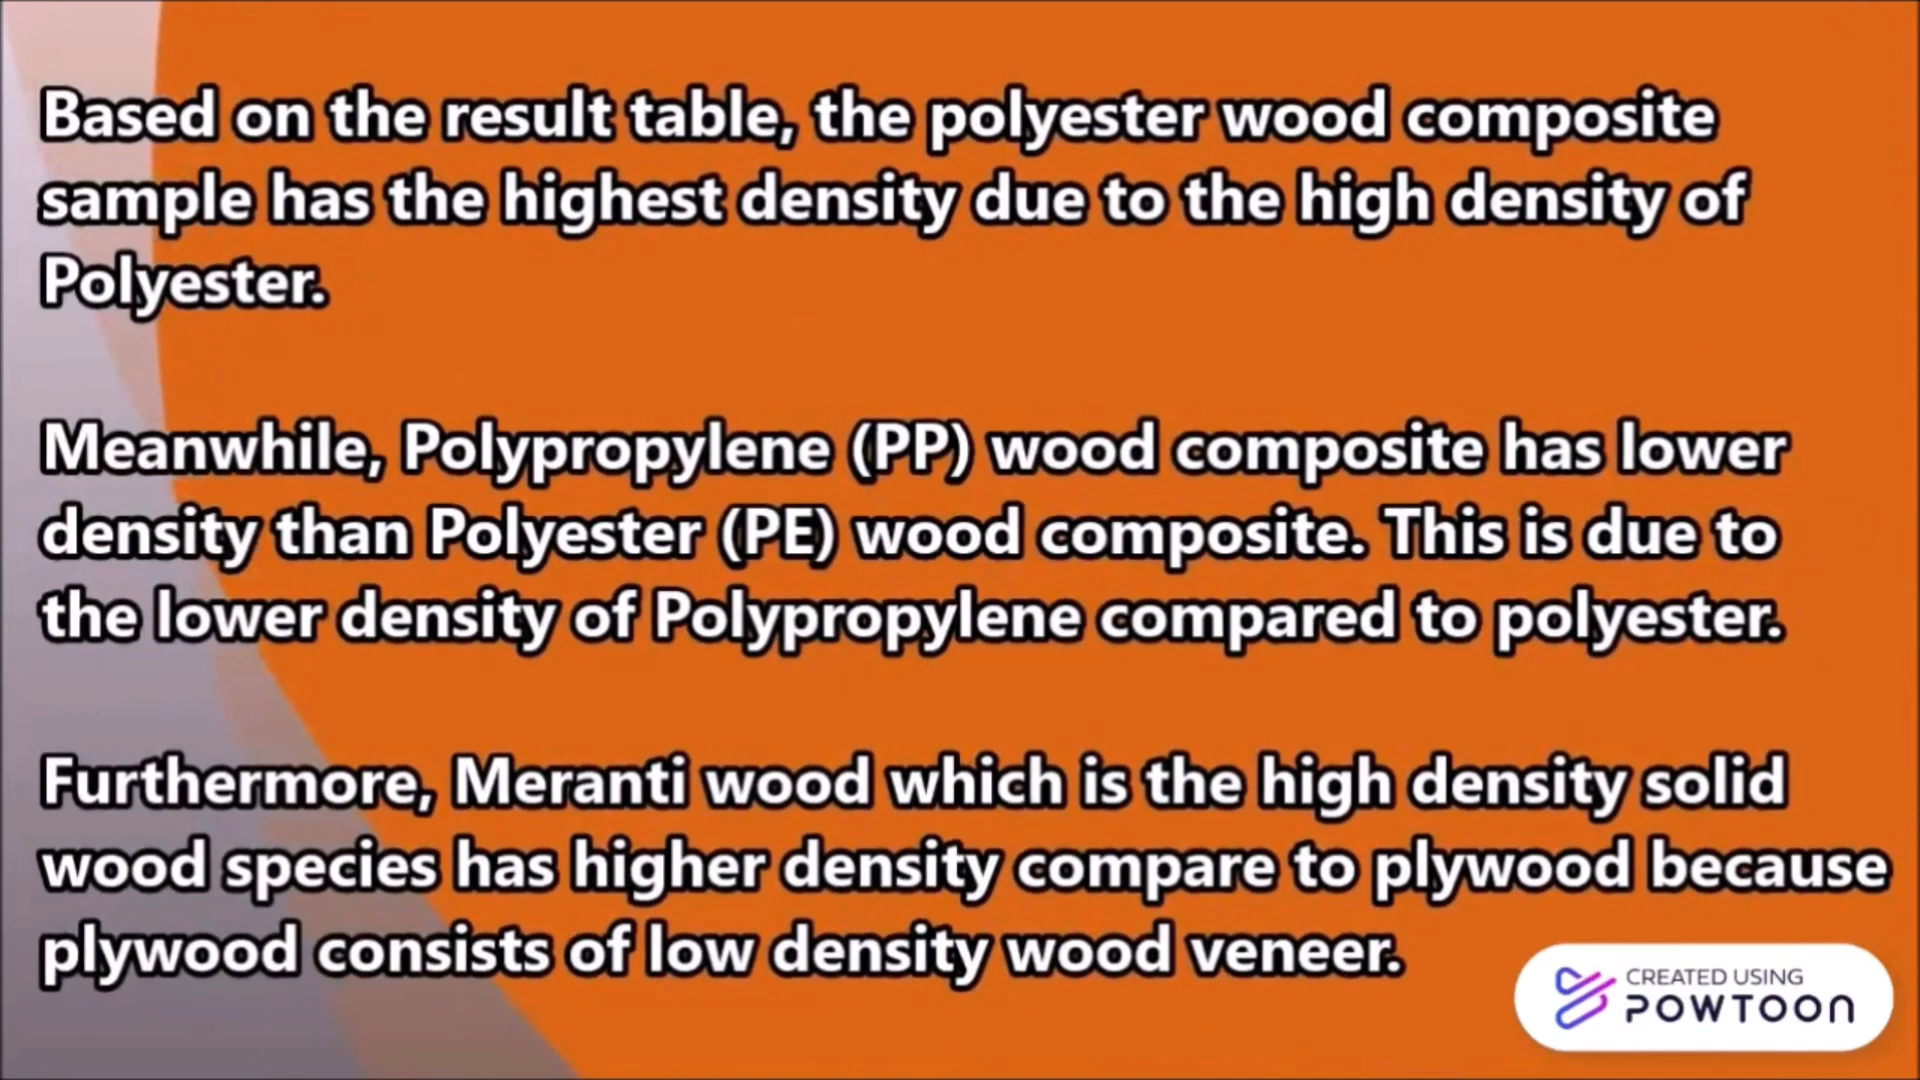 Based on the result table, the polyester wood composite
sample has the highest density due to the high density of
Polyester.
Meanwhile, Polypropylene (PP) wood composite has lower
density than Polyester (PE) wood composite. This is due to
the lower density of Polypropylene compared to polyester.
Furthermore, Meranti wood which is the high density solid
wood species has higher density compare to plywood because
plywood consists of low density wood veneer.
CREATED USING
POWTOON